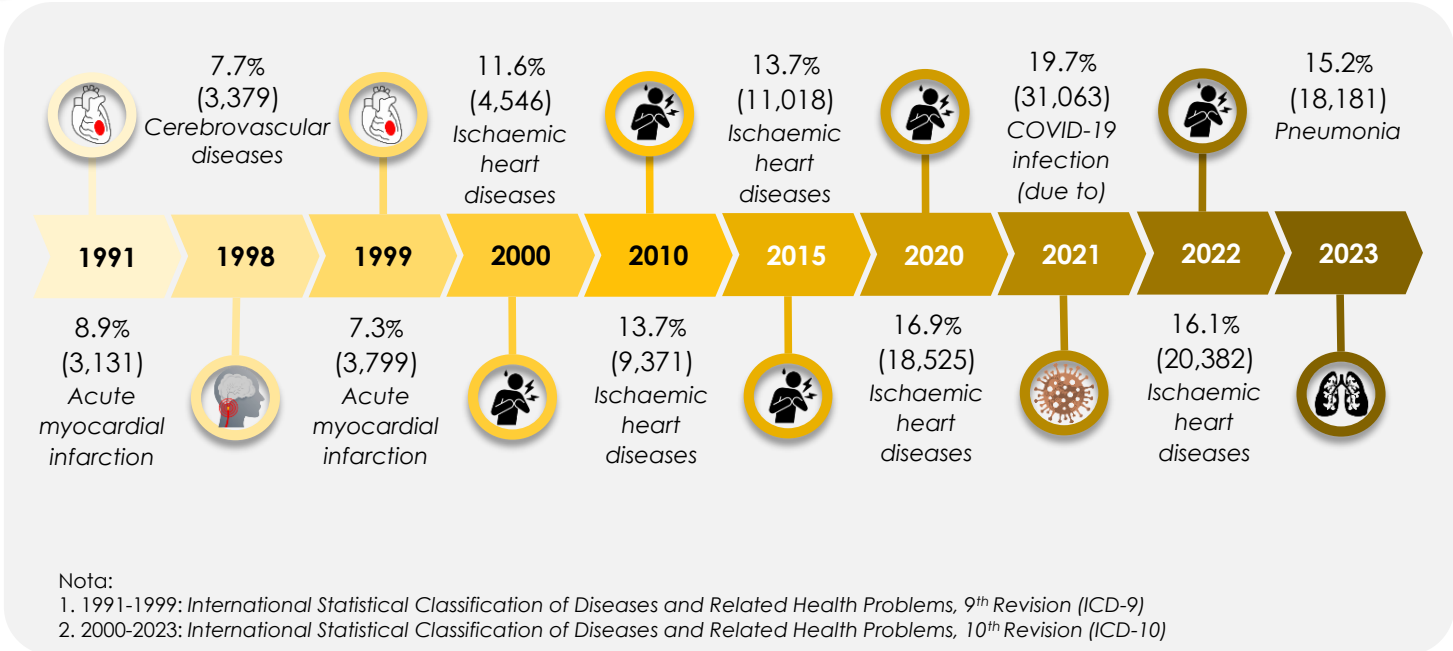 7.7%
(3,379)
Cerebrovascular
diseases
11.6%
(4,546)
Ischaemic
heart
diseases
13.7%
(11,018)
Ischaemic
heart
diseases
19.7%
(31,063)
COVID-19
infection
(due to)
15.2%
(18,181)
Pneumonia
1991
1998
1999
2000
2010
2015
2020
2021
2022
2023
8.9%
(3,131)
Acute
myocardial
infarction
7.3%
(3,799)
Acute
myocardial
infarction
13.7%
(9,371)
Ischaemic
heart
diseases
16.9%
(18,525)
Ischaemic
heart
diseases
16.1%
(20,382)
Ischaemic
heart
diseases
Nota:
1. 1991-1999: International Statistical Classification of Diseases and Related Health Problems, 9th Revision (ICD-9)
2. 2000-2023: International Statistical Classification of Diseases and Related Health Problems, 10th Revision (ICD-10)